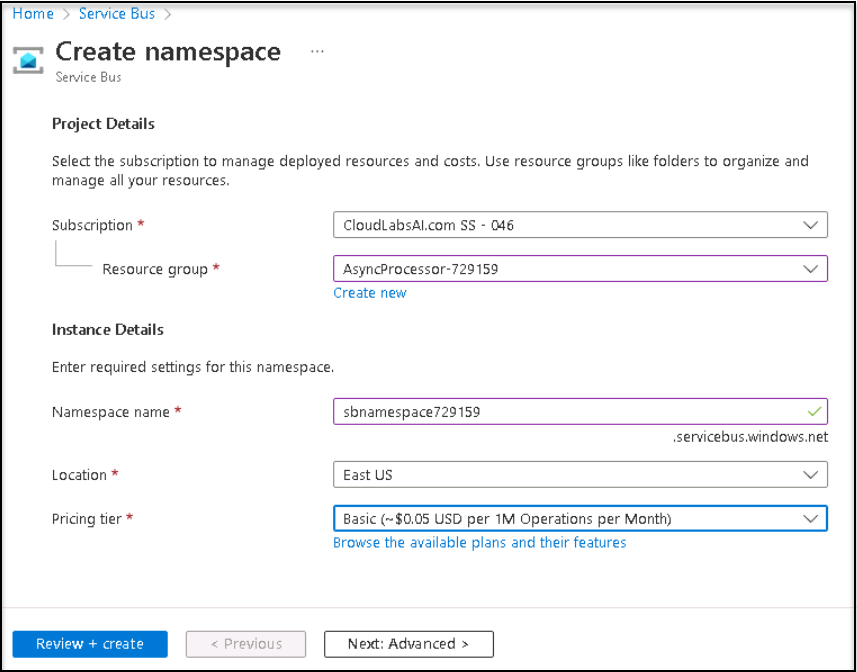 Home > Service Bus >
Create namespace ...
Service Bus
Project Details
Select the subscription to manage deployed resources and costs. Use resource groups like folders to organize and
manage all your resources.
Subscription *
CloudLabsAI.com SS - 046
Resource group *
AsyncProcessor-729159
Create new
Instance Details
Enter required settings for this namespace.
Namespace name *
sbnamespace729159
.servicebus.windows.net
Location *
East US
Pricing tier *
Basic (~$0.05 USD per 1M Operations per Month)
Browse the available plans and their features
Review + create
< Previous
Next: Advanced >